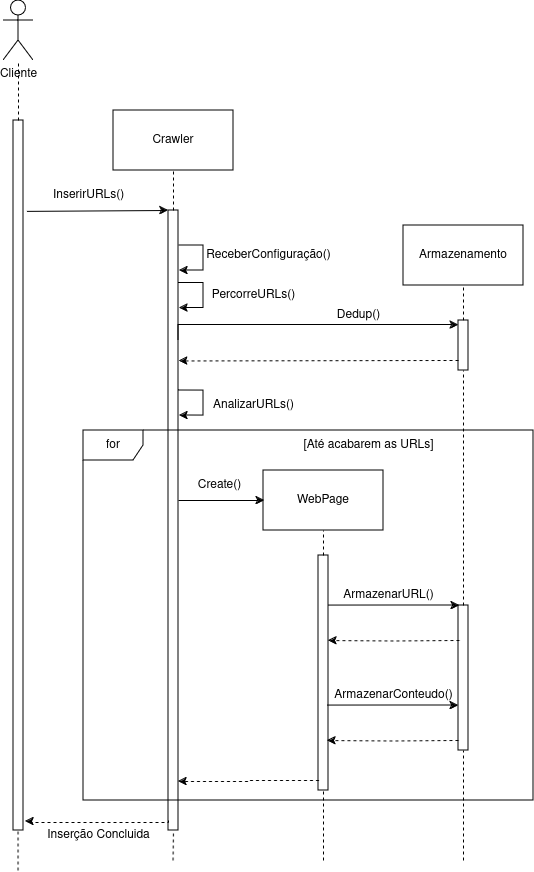 Cliente
Crawler
InserirURLs()
ReceberConfiguração()
Armazenamento
PercorreURLs()
Dedup()
AnalizarURLs()
for
[Até acabarem as URLs]
Create()
WebPage
ArmazenarURL()
ArmazenarConteudo()
Inserção Concluida